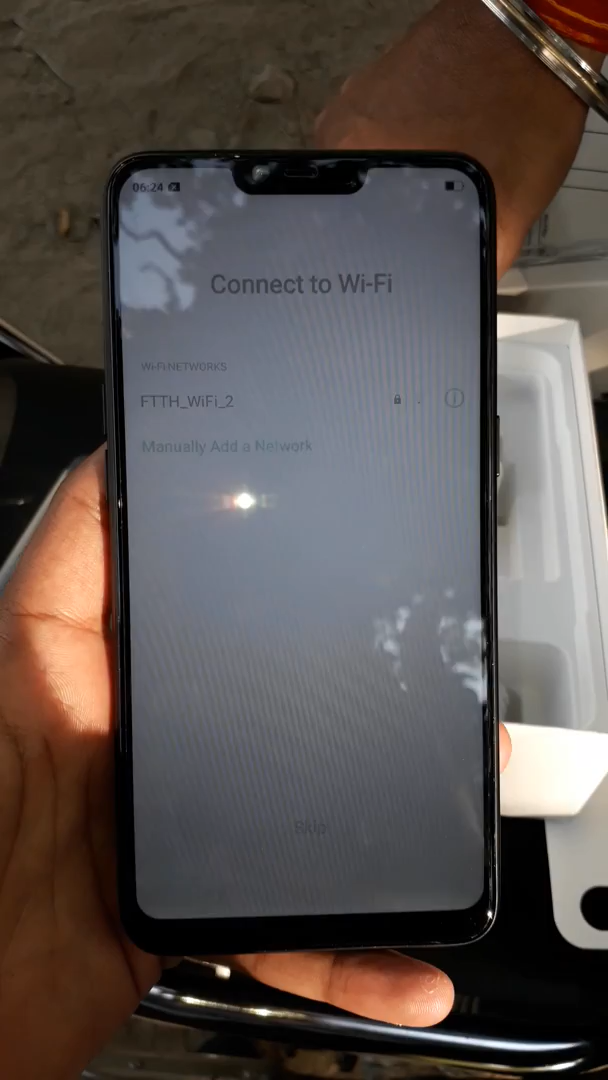 06:24
Connect to Wi-Fi
Wi-Fi NETWORKS
FTTH_WiFi_2
Manually Add a Network
Skip